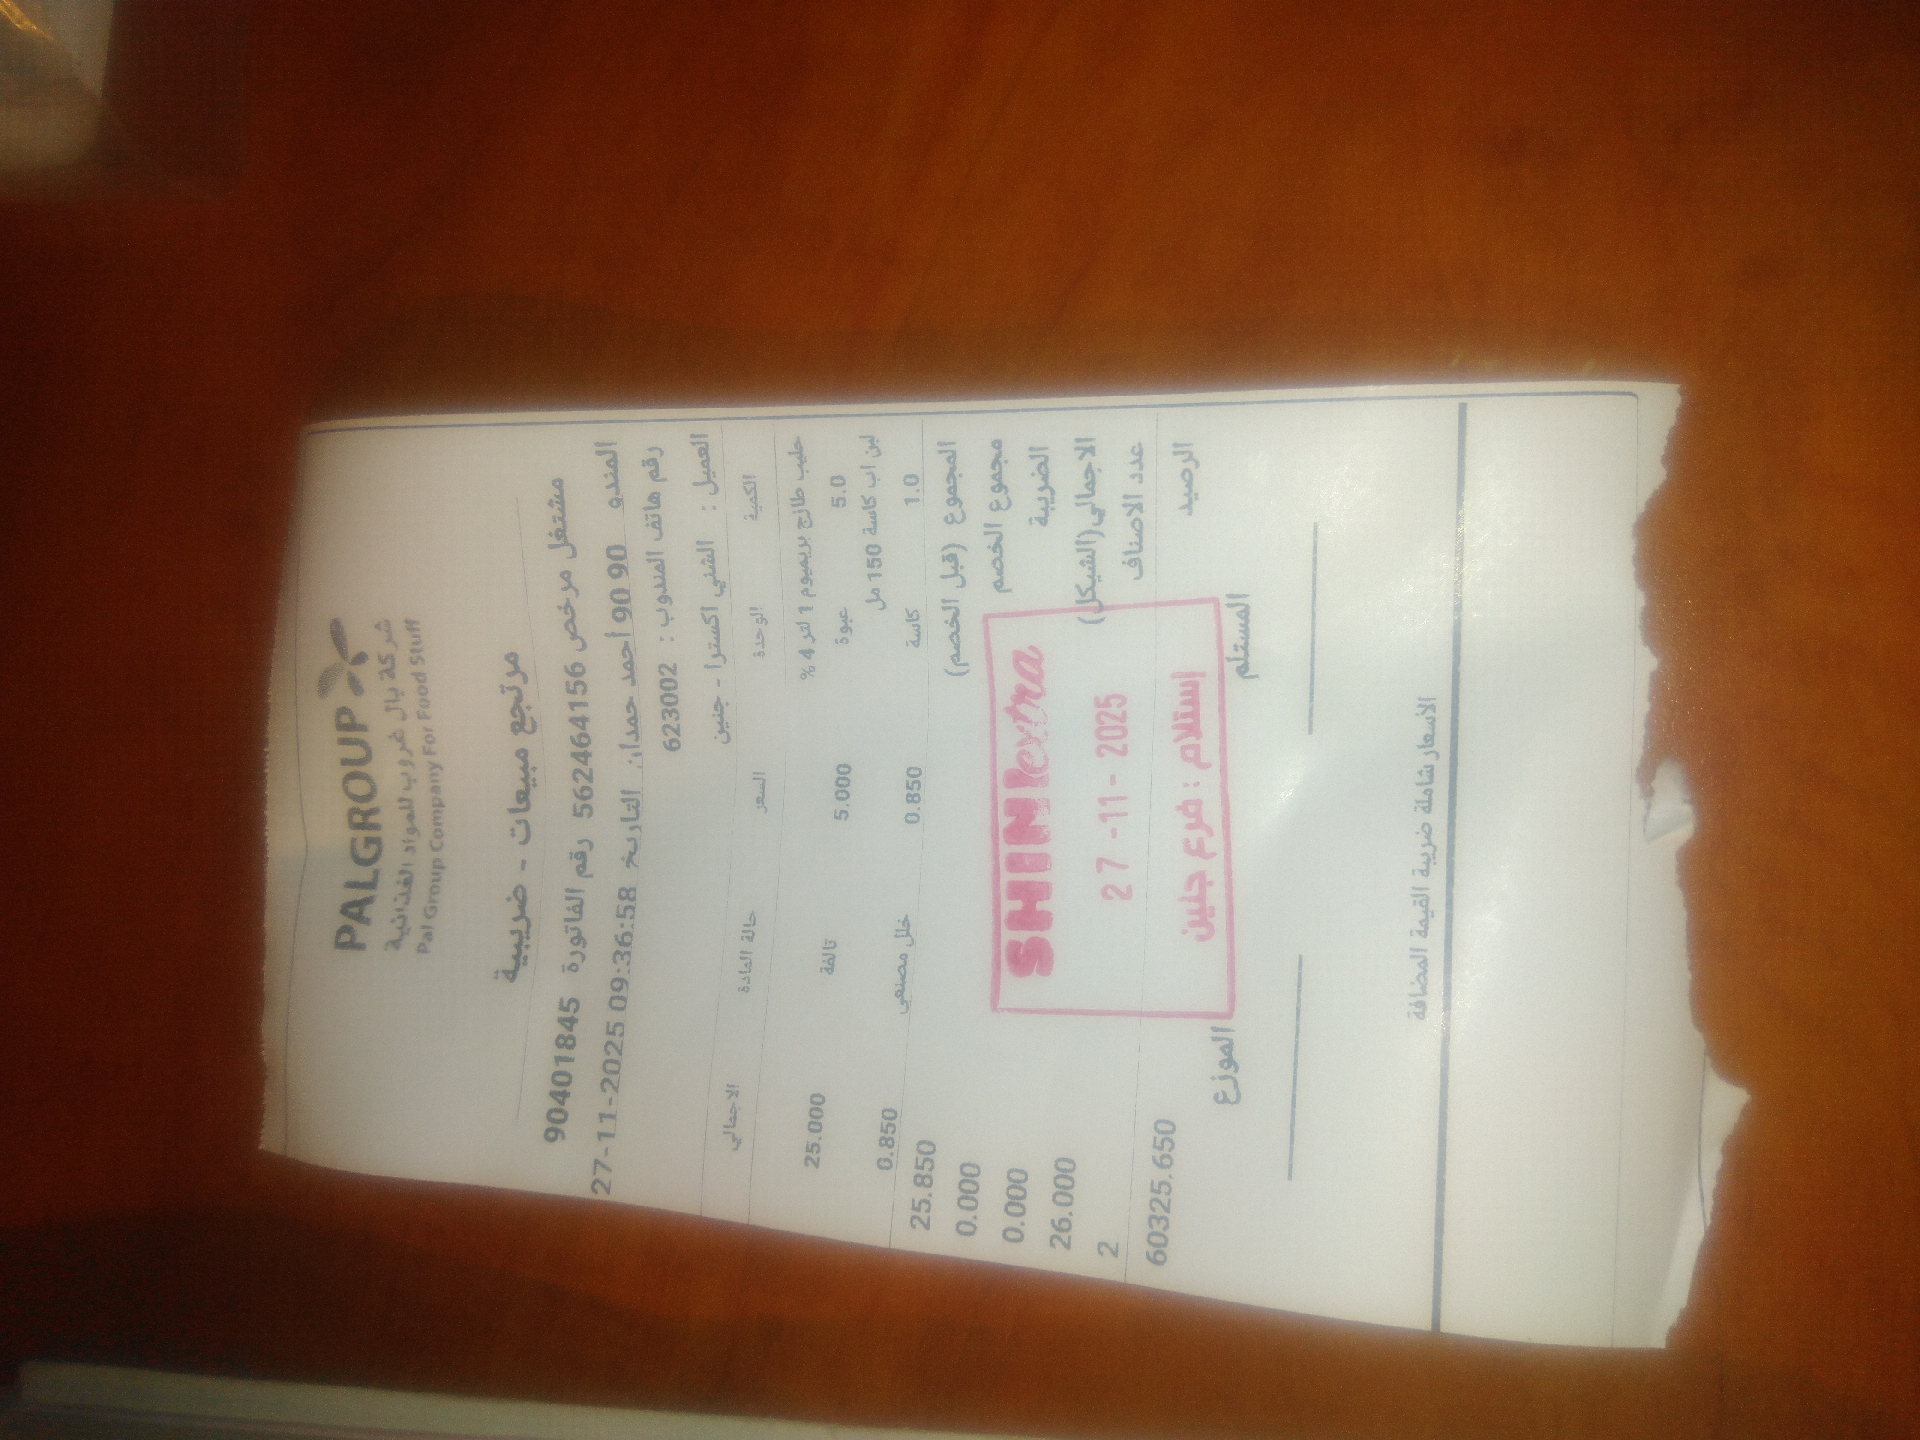 PALGROUP
شركة بال غروب للمواد الغذائية
Pal Group Company For Food Stuff
مرتجع مبيعات - ضريبية
مشتغل مرخص 562464156 رقم الفاتورة 90401845
المندو 90 90 أحمد حمدان التاريخ 27-11-2025 09:36:58
رقم هاتف المندوب : 623002
العميل : الشني اكسترا - جنين
الكمية الوحدة السعر حالة المادة الاجمالي
حليب طازج بريميوم 1 لتر 4 %
5.0 عبوة 5.000 تالفة 25.000
لبن اب كاسة 150 مل
1.0 كاسة 0.850 خلل مصنعي 0.850
المجموع (قبل الخصم) 25.850
مجموع الخصم 0.000
الضريبة 0.000
الاجمالي(الشيكل) 26.000
عدد الاصناف 2
الرصيد 60325.650
SHINI extra
27 -11- 2025
إستلام : فرع جنين
المستلم الموزع
الأسعار شاملة ضريبة القيمة المضافة